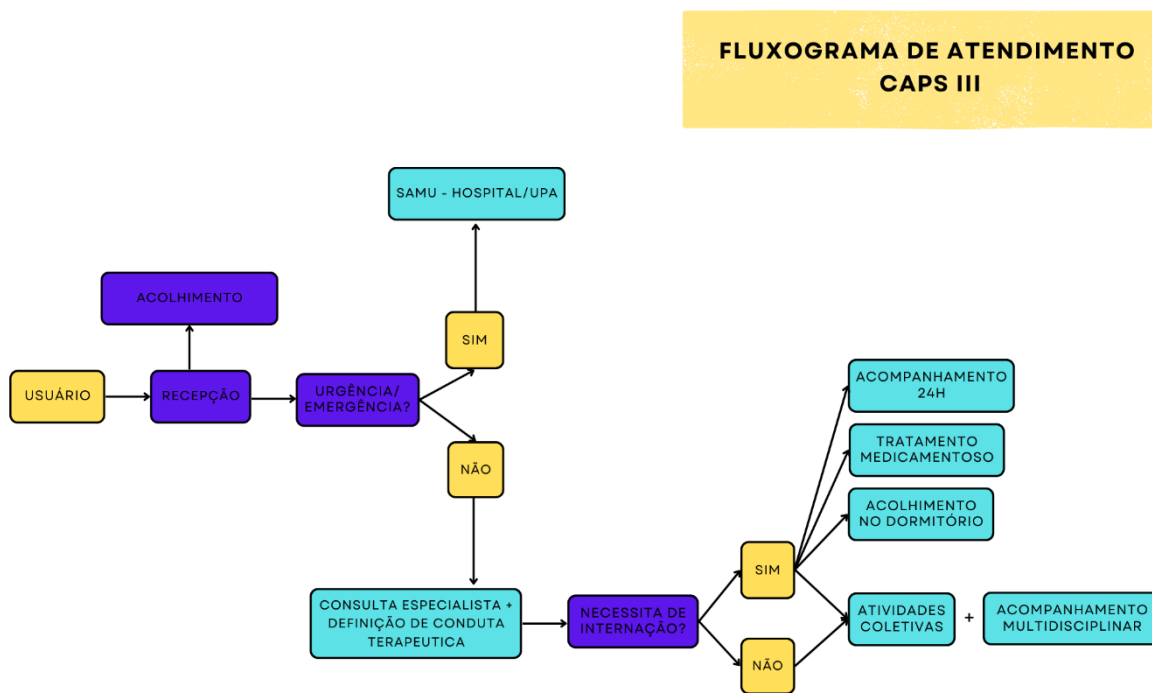 FLUXOGRAMA DE ATENDIMENTO
CAPS III
SAMU - HOSPITAL/UPA
ACOLHIMENTO
SIM
USUÁRIO
RECEPÇÃO
URGÊNCIA/
EMERGÊNCIA?
NÃO
ACOMPANHAMENTO
24H
TRATAMENTO
MEDICAMENTOSO
ACOLHIMENTO
NO DORMITÓRIO
CONSULTA ESPECIALISTA +
DEFINIÇÃO DE CONDUTA
TERAPEUTICA
NECESSITA DE
INTERNAÇÃO?
SIM
NÃO
ATIVIDADES
COLETIVAS
+
ACOMPANHAMENTO
MULTIDISCIPLINAR